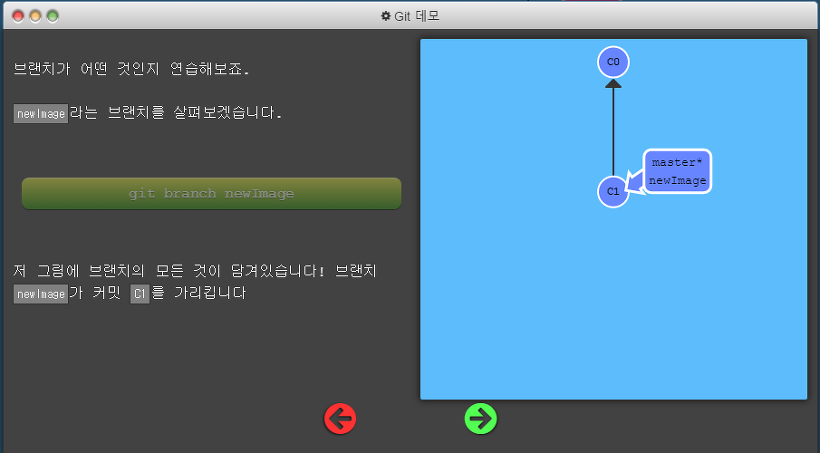 Git 데모
브랜치가 어떤 것인지 연습해보죠.
newImage라는 브랜치를 살펴보겠습니다.
git branch newImage
저 그림에 브랜치의 모든 것이 담겨있습니다! 브랜치
newImage가 커밋 C1를 가리킵니다
C0
master*
newImage
C1